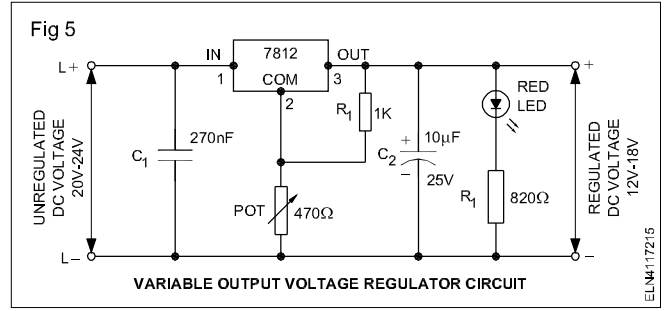 Fig 5
L+
IN
7812
OUT
+
1
COM
3
2
RED
LED
R1
1K
UNREGULATED
DC VOLTAGE
20V-24V
C1
270nF
+
10µF
C2
25V
−
REGULATED
DC VOLTAGE
12V-18V
POT
470Ω
R1
820Ω
L−
−
VARIABLE OUTPUT VOLTAGE REGULATOR CIRCUIT
ELN4117215